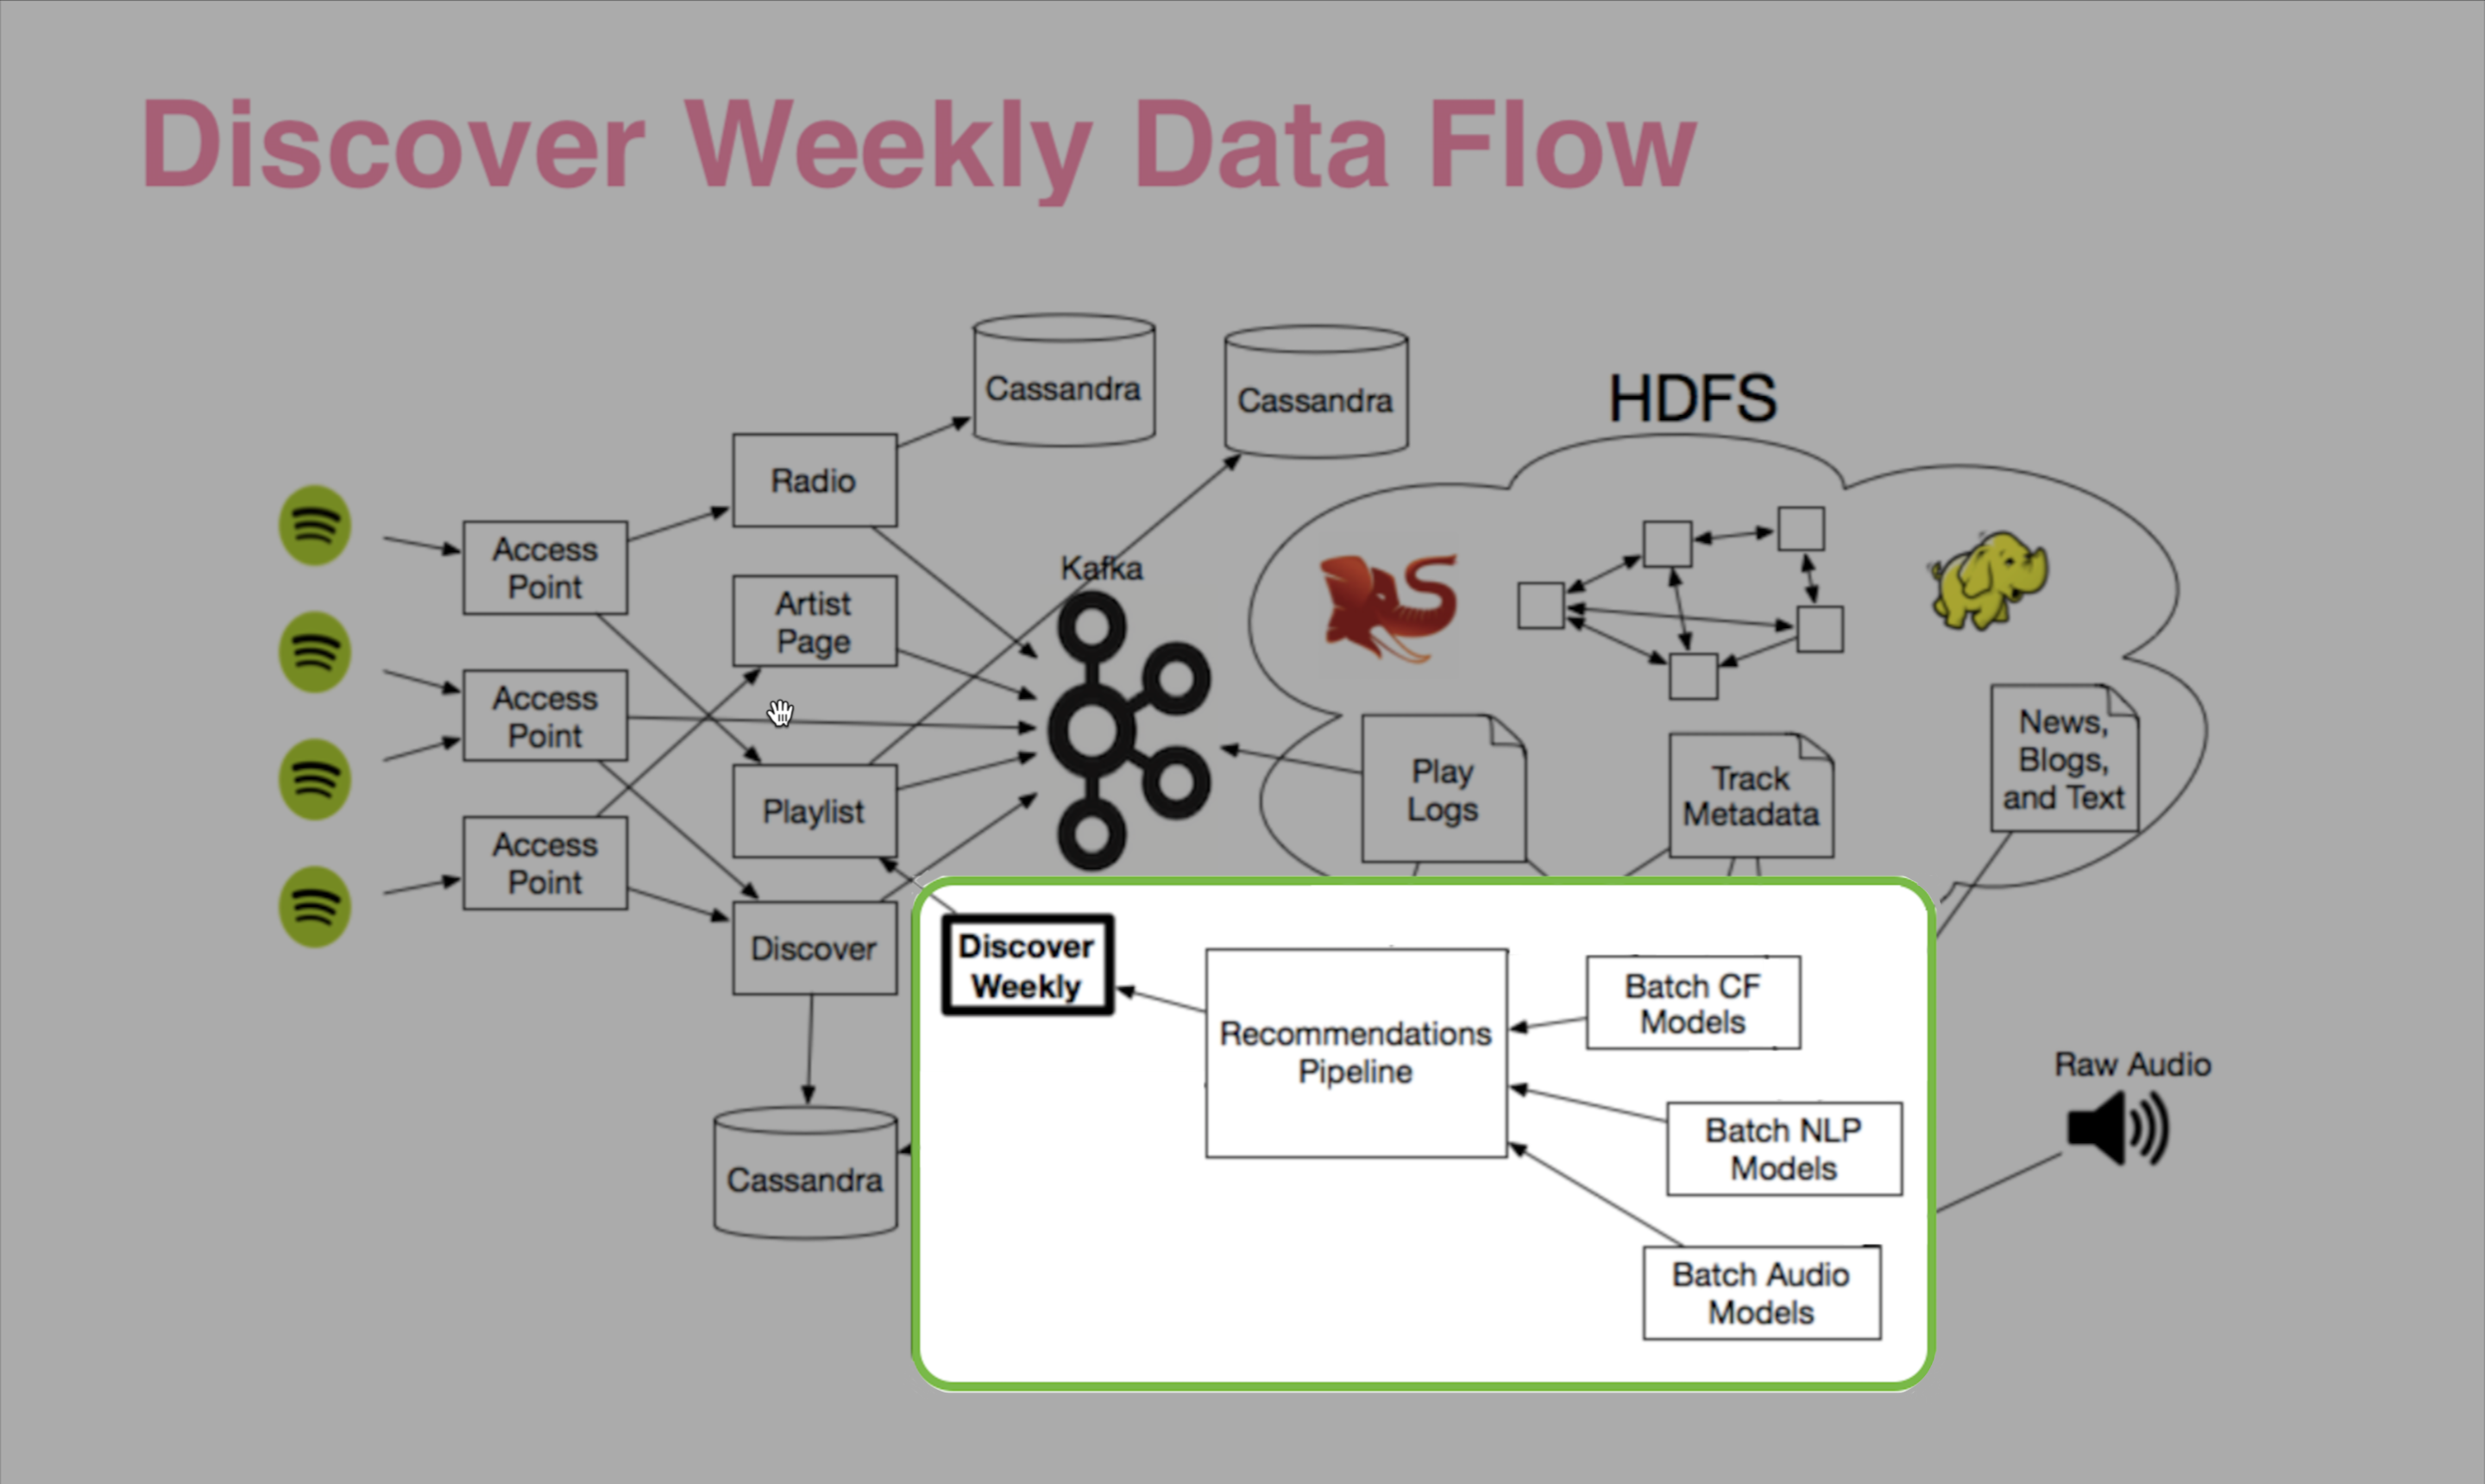 Discover Weekly Data Flow
Cassandra
Cassandra
HDFS
Radio
Access
Point
Kafka
Artist
Page
Access
Point
Play
Logs
Track
Metadata
News,
Blogs,
and Text
Playlist
Access
Point
Discover
Discover
Weekly
Recommendations
Pipeline
Batch CF
Models
Raw Audio
Batch NLP
Models
Cassandra
Batch Audio
Models